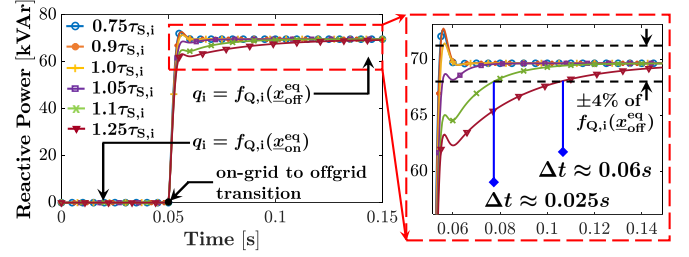 Reactive Power [kVAr]
80
60
40
20
0
0.75τS,i
0.9τS,i
1.0τS,i
1.05τS,i
1.1τS,i
1.25τS,i
qi = fQ,i(x̲eqoff)
qi = fQ,i(x̲eqon)
on-grid to offgrid
transition
0
0.05
0.1
0.15
Time [s]
70
65
60
±4% of
fQ,i(x̲eqoff)
Δt ≈ 0.06s
Δt ≈ 0.025s
0.06
0.08
0.1
0.12
0.14